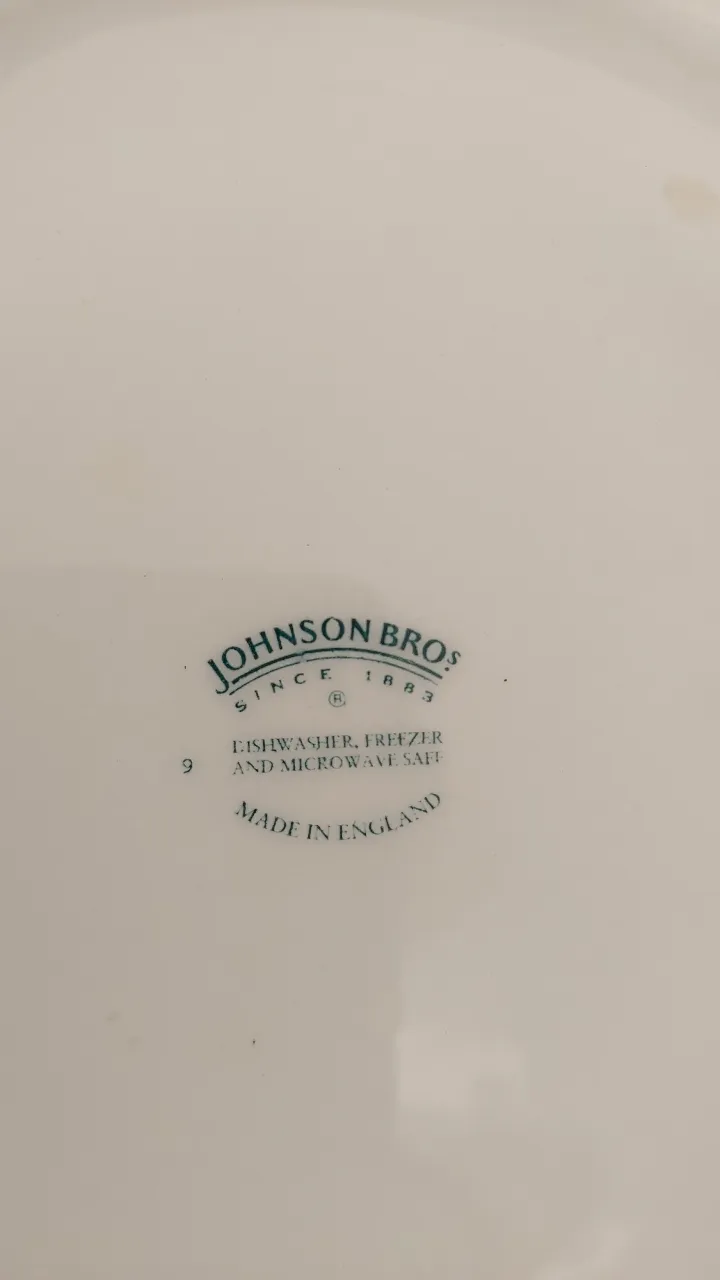 JOHNSON BROS
SINCE 1883
®
DISHWASHER, FREEZER
9 AND MICROWAVE SAFE
MADE IN ENGLAND